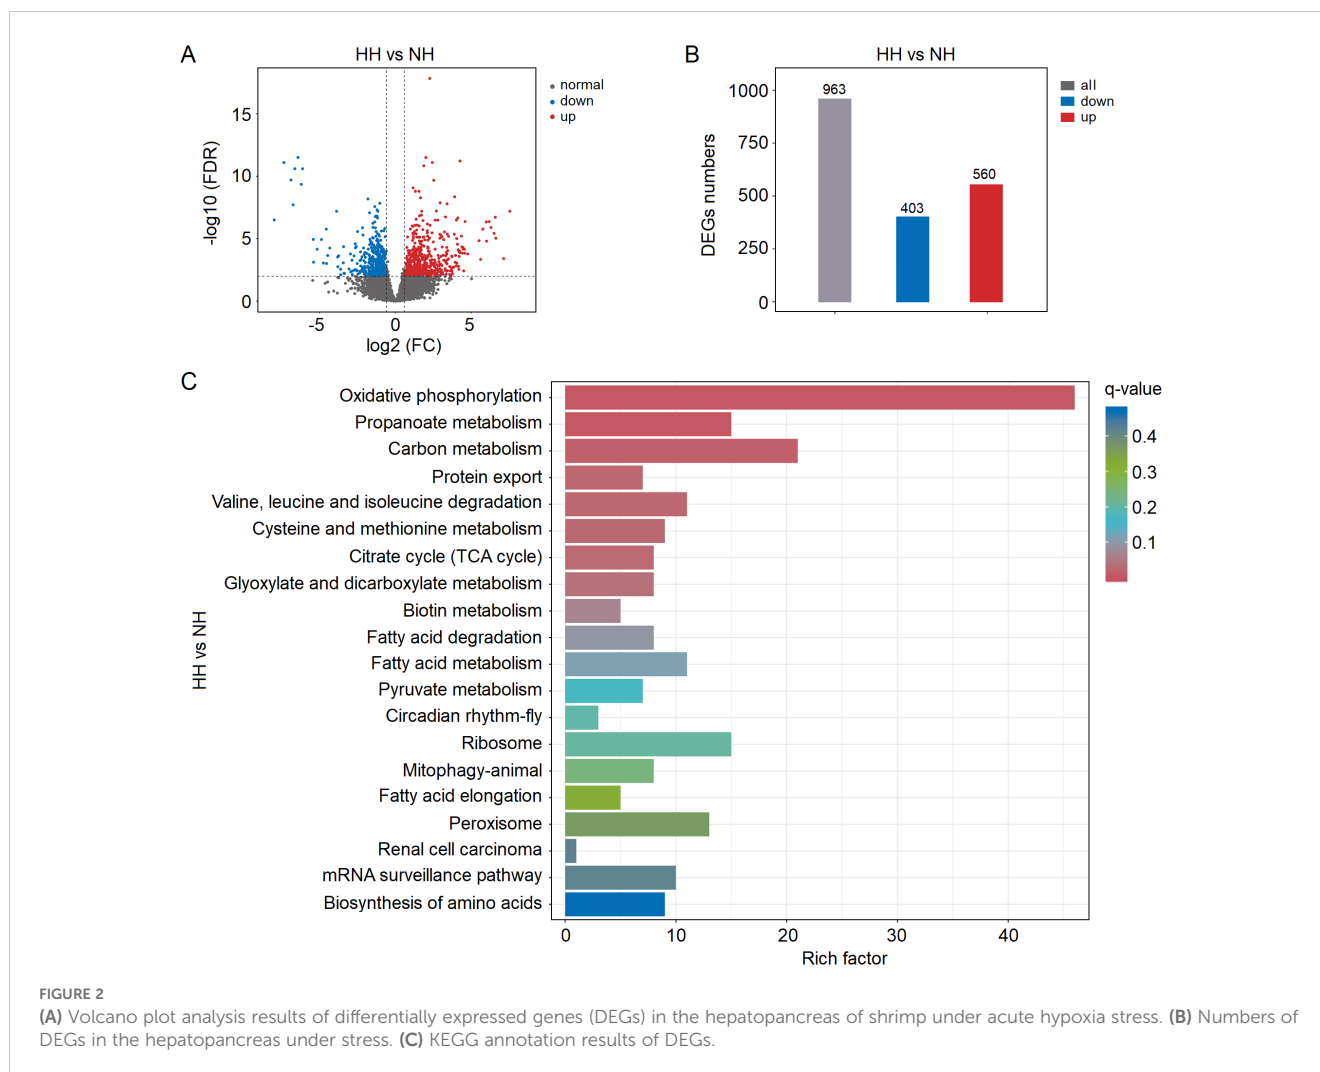 A
HH vs NH
-log10 (FDR)
15
10
5
0
-5
0
5
log2 (FC)
normal
down
up
B
HH vs NH
DEGs numbers
1000
750
500
250
0
963
403
560
all
down
up
C
HH vs NH
Oxidative phosphorylation
Propanoate metabolism
Carbon metabolism
Protein export
Valine, leucine and isoleucine degradation
Cysteine and methionine metabolism
Citrate cycle (TCA cycle)
Glyoxylate and dicarboxylate metabolism
Biotin metabolism
Fatty acid degradation
Fatty acid metabolism
Pyruvate metabolism
Circadian rhythm-fly
Ribosome
Mitophagy-animal
Fatty acid elongation
Peroxisome
Renal cell carcinoma
mRNA surveillance pathway
Biosynthesis of amino acids
0
10
20
30
40
Rich factor
q-value
0.4
0.3
0.2
0.1
FIGURE 2
(A) Volcano plot analysis results of differentially expressed genes (DEGs) in the hepatopancreas of shrimp under acute hypoxia stress. (B) Numbers of
DEGs in the hepatopancreas under stress. (C) KEGG annotation results of DEGs.